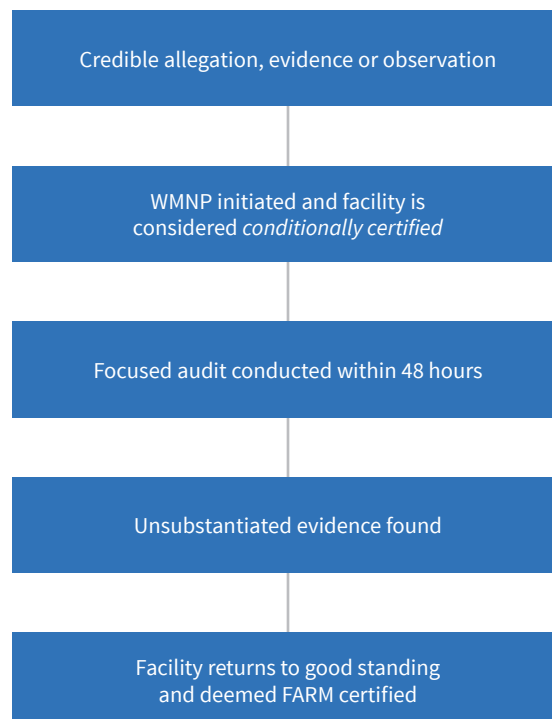 Credible allegation, evidence or observation
WMNP initiated and facility is
considered conditionally certified
Focused audit conducted within 48 hours
Unsubstantiated evidence found
Facility returns to good standing
and deemed FARM certified